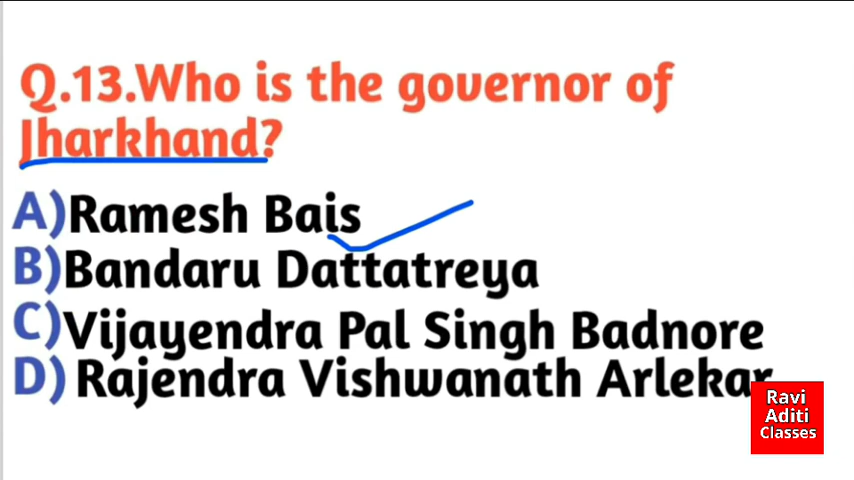 Q.13.Who is the governor of
Jharkhand?
A)Ramesh Bais
B)Bandaru Dattatreya
C)Vijayendra Pal Singh Badnore
D) Rajendra Vishwanath Arlekar
Ravi
Aditi
Classes